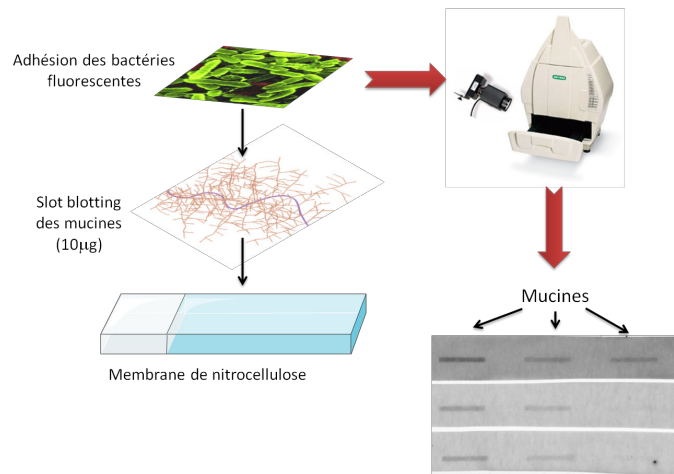 Adhésion des bactéries
fluorescentes
Slot blotting
des mucines
(10µg)
Membrane de nitrocellulose
Mucines